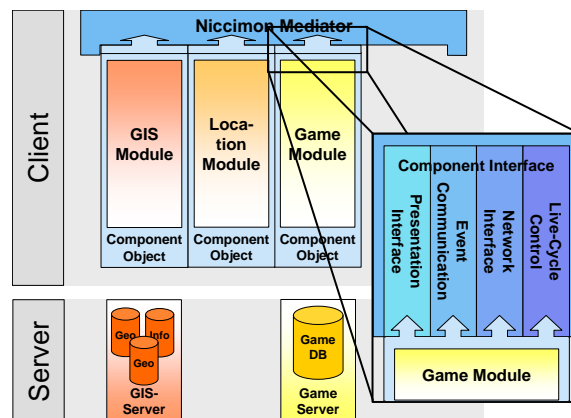 Niccimon Mediator
Client
GIS
Module
Loca-
tion
Module
Game
Module
Component
Object
Component
Object
Component
Object
Component Interface
Presentation
Interface
Event
Communication
Network
Interface
Live-Cycle
Control
Game Module
Server
Geo
Info
Geo
GIS-
Server
Game
DB
Game
Server